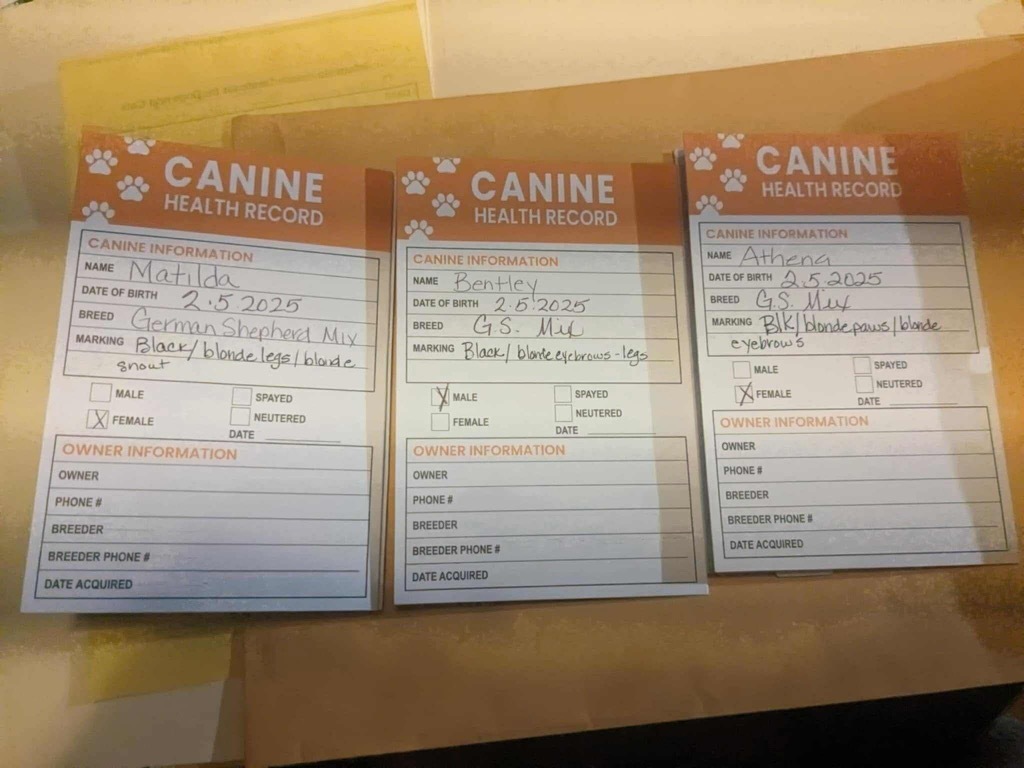 CANINE
HEALTH RECORD
CANINE INFORMATION
NAME Matilda
DATE OF BIRTH 2.5.2025
BREED German Shepherd Mix
MARKING Black/blonde legs/blonde
snout
MALE
SPAYED
X FEMALE
NEUTERED
DATE
OWNER INFORMATION
OWNER
PHONE #
BREEDER
BREEDER PHONE #
DATE ACQUIRED
CANINE
HEALTH RECORD
CANINE INFORMATION
NAME Bentley
DATE OF BIRTH 2.5.2025
BREED G.S. Mix
MARKING Black/blonde eyebrows-legs
X MALE
SPAYED
FEMALE
NEUTERED
DATE
OWNER INFORMATION
OWNER
PHONE #
BREEDER
BREEDER PHONE #
DATE ACQUIRED
CANINE
HEALTH RECORD
CANINE INFORMATION
NAME Athena
DATE OF BIRTH 2.5.2025
BREED G.S. Mix
MARKING Blk/blonde paws/blonde
eyebrows
MALE
SPAYED
X FEMALE
NEUTERED
DATE
OWNER INFORMATION
OWNER
PHONE #
BREEDER
BREEDER PHONE #
DATE ACQUIRED